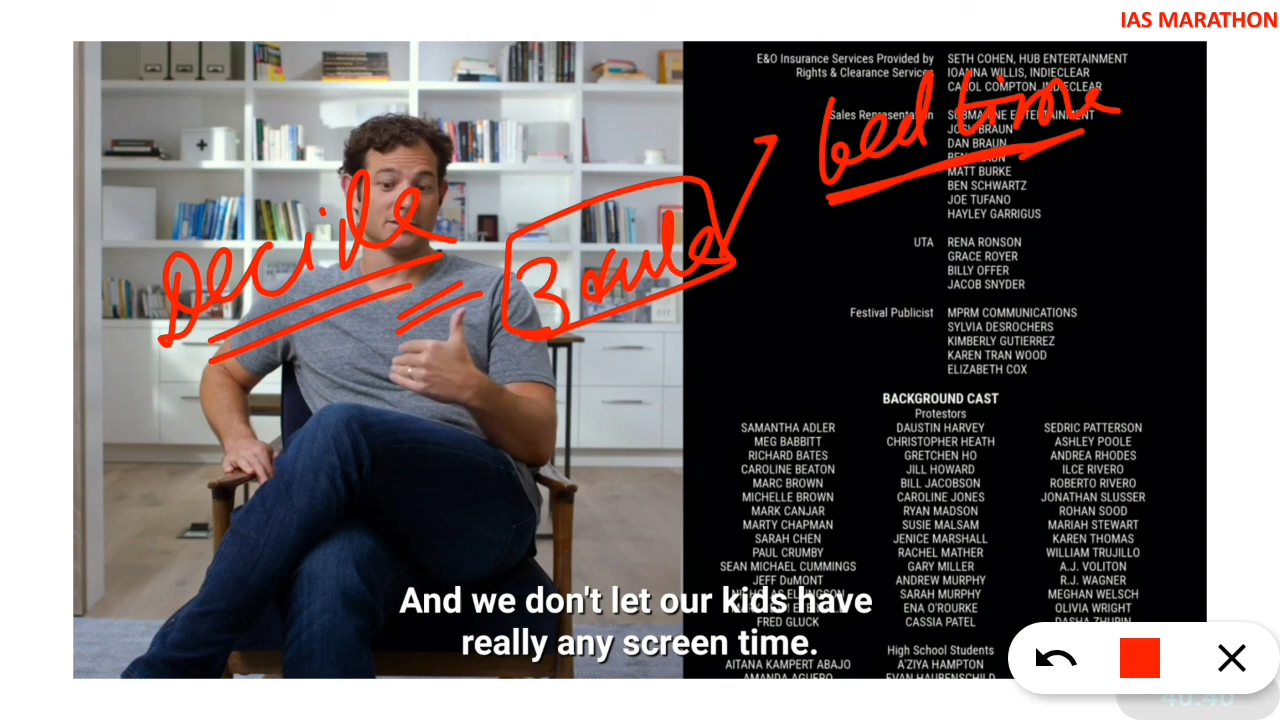 IAS MARATHON
E&O Insurance Services Provided by SETH COHEN, HUB ENTERTAINMENT
Rights & Clearance Services IOANNA WILLIS, INDIECLEAR
CAROL COMPTON, INDIECLEAR
Sales Representation SUBMARINE ENTERTAINMENT
JOSH BRAUN
DAN BRAUN
BEN BRAUN
MATT BURKE
BEN SCHWARTZ
JOE TUFANO
HAYLEY GARRIGUS
bed time
Decide
3 rule
UTA RENA RONSON
GRACE ROYER
BILLY OFFER
JACOB SNYDER
Festival Publicist MPRM COMMUNICATIONS
SYLVIA DESROCHERS
KIMBERLY GUTIERREZ
KAREN TRAN WOOD
ELIZABETH COX
BACKGROUND CAST
Protestors
SAMANTHA ADLER DAUSTIN HARVEY SEDRIC PATTERSON
MEG BABBITT CHRISTOPHER HEATH ASHLEY POOLE
RICHARD BATES GRETCHEN HO ANDREA RHODES
CAROLINE BEATON JILL HOWARD ILCE RIVERO
MARC BROWN BILL JACOBSON ROBERTO RIVERO
MICHELLE BROWN CAROLINE JONES JONATHAN SLUSSER
MARK CANJAR RYAN MADSON ROHAN SOOD
MARTY CHAPMAN SUSIE MALSAM MARIAH STEWART
SARAH CHEN JENICE MARSHALL KAREN THOMAS
PAUL CRUMBY RACHEL MATHER WILLIAM TRUJILLO
SEAN MICHAEL CUMMINGS GARY MILLER A.J. VOLITON
JEFF DuMONT ANDREW MURPHY R.J. WAGNER
SARAH MURPHY MEGHAN WELSCH
ENA O'ROURKE OLIVIA WRIGHT
FRED GLUCK CASSIA PATEL
And we don't let our kids have
really any screen time.
High School Students
AITANA KAMPERT ABAJO A'ZIYA HAMPTON